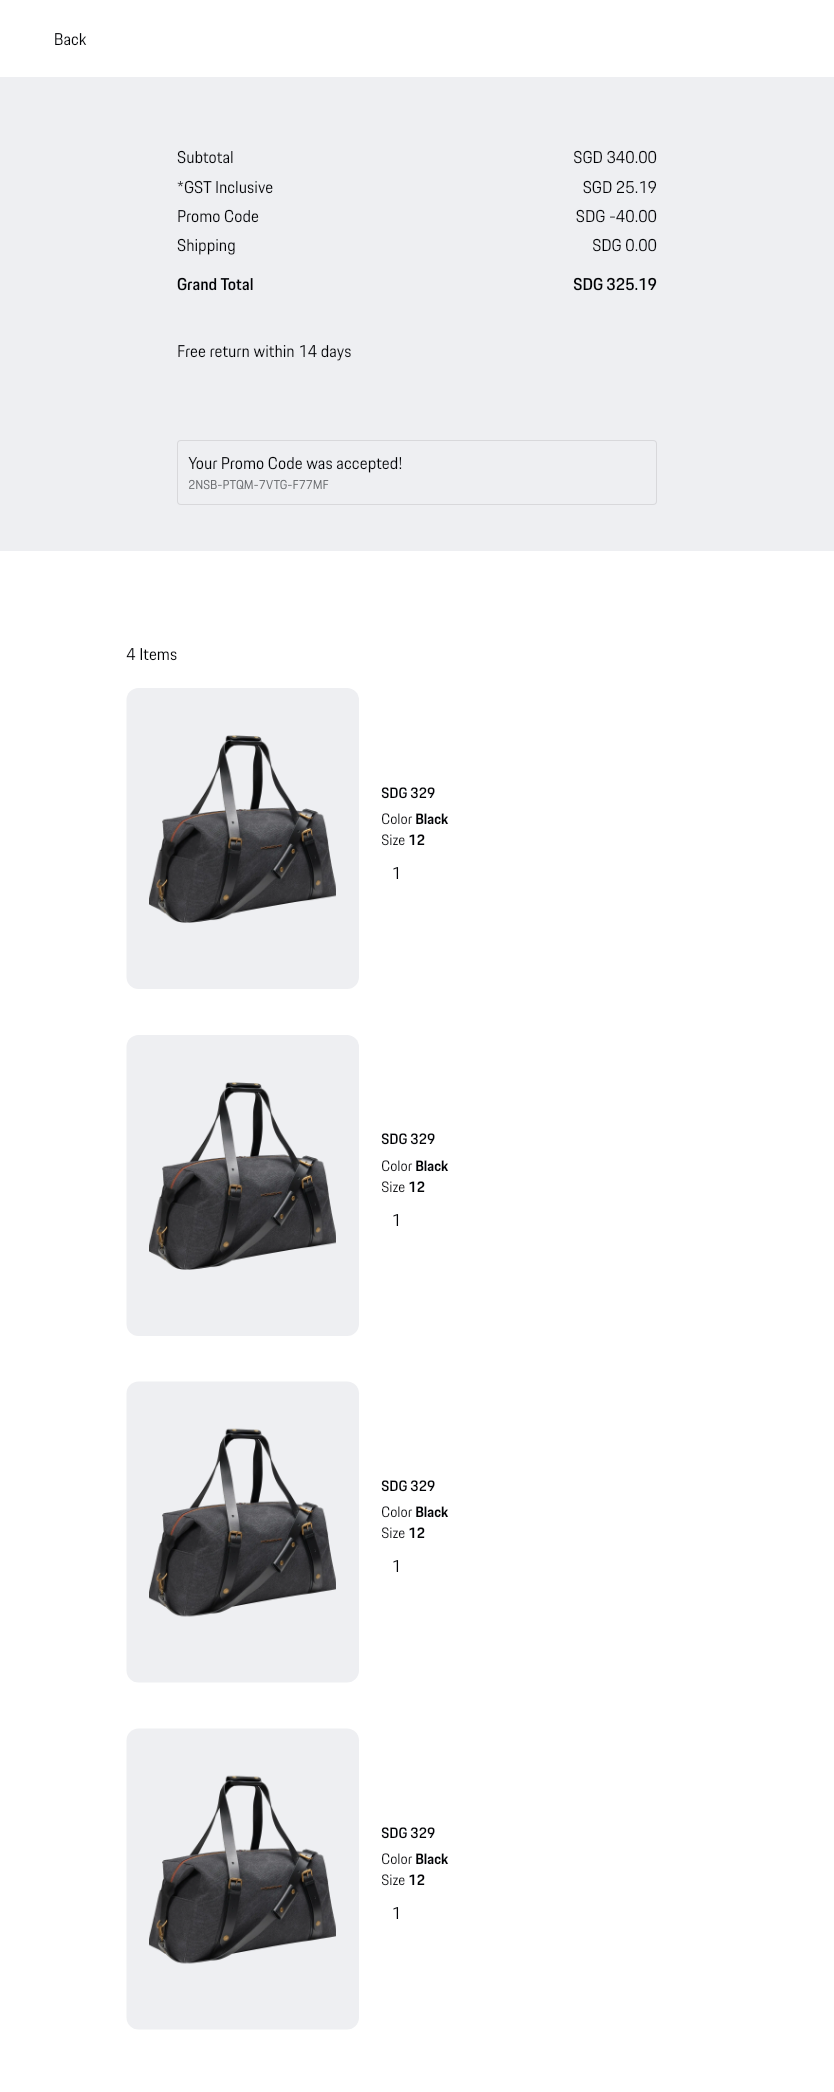 Back
Subtotal SGD 340.00
*GST Inclusive SGD 25.19
Promo Code SDG -40.00
Shipping SDG 0.00
Grand Total SDG 325.19
Free return within 14 days
Your Promo Code was accepted!
2NSB-PTQM-7VTG-F77MF
4 Items
SDG 329
Color Black
Size 12
1
SDG 329
Color Black
Size 12
1
SDG 329
Color Black
Size 12
1
SDG 329
Color Black
Size 12
1